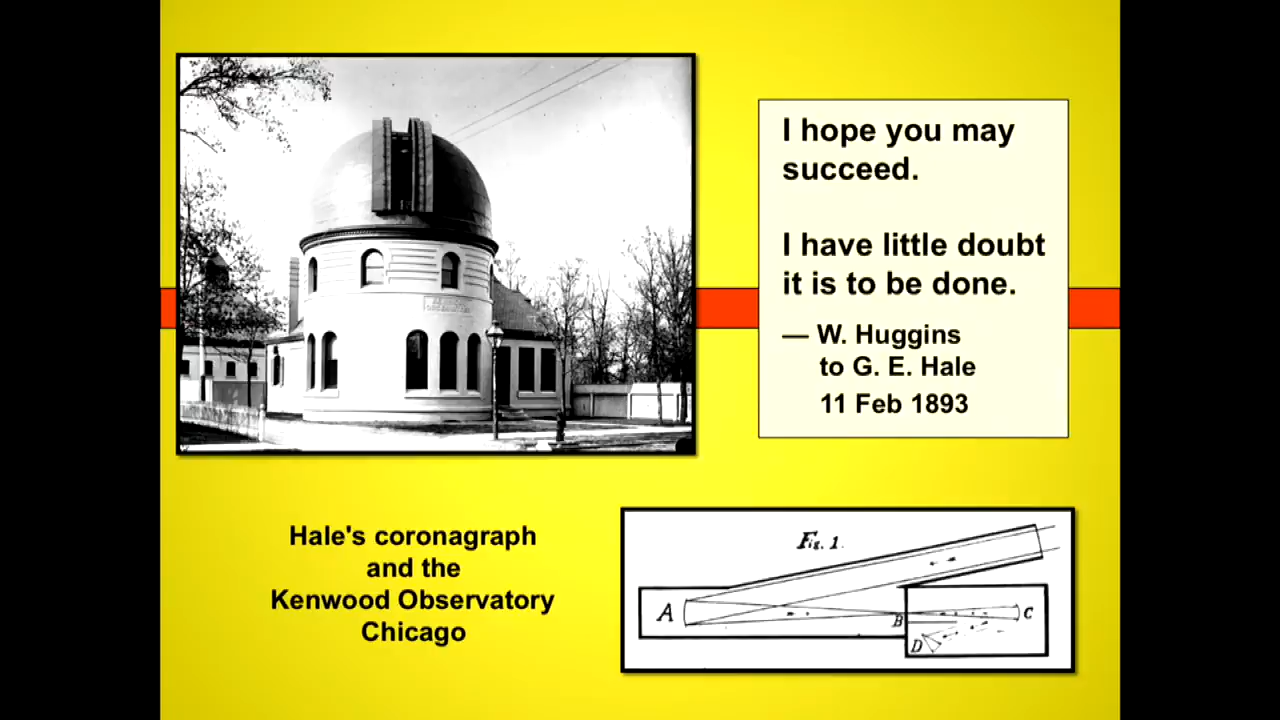 I hope you may
succeed.
I have little doubt
it is to be done.
— W. Huggins
to G. E. Hale
11 Feb 1893
Hale's coronagraph
and the
Kenwood Observatory
Chicago
Fig. 1.
A
B
C
D